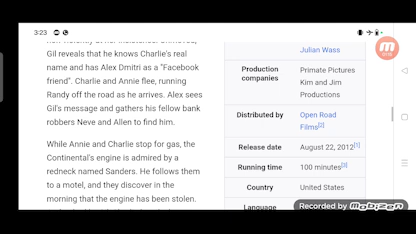 3:23
Gil reveals that he knows Charlie's real
name and has Alex Dmitri as a "Facebook
friend". Charlie and Annie flee, running
Randy off the road as he arrives. Alex sees
Gil's message and gathers his fellow bank
robbers Neve and Allen to find him.
While Annie and Charlie stop for gas, the
Continental's engine is admired by a
redneck named Sanders. He follows them
to a motel, and they discover in the
morning that the engine has been stolen.
Julian Wass
Production companies
Primate Pictures
Kim and Jim
Productions
Distributed by
Open Road
Films[2]
Release date
August 22, 2012[1]
Running time
100 minutes[3]
Country
United States
Language
Recorded by Mobizen